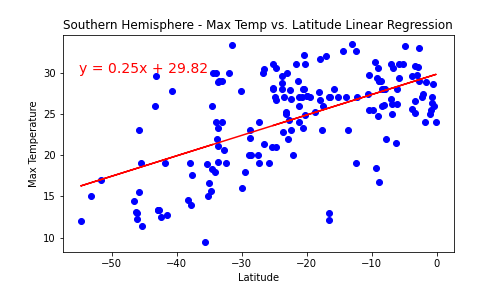 Southern Hemisphere - Max Temp vs. Latitude Linear Regression
y = 0.25x + 29.82
Max Temperature
30
25
20
15
10
−50
−40
−30
−20
−10
0
Latitude